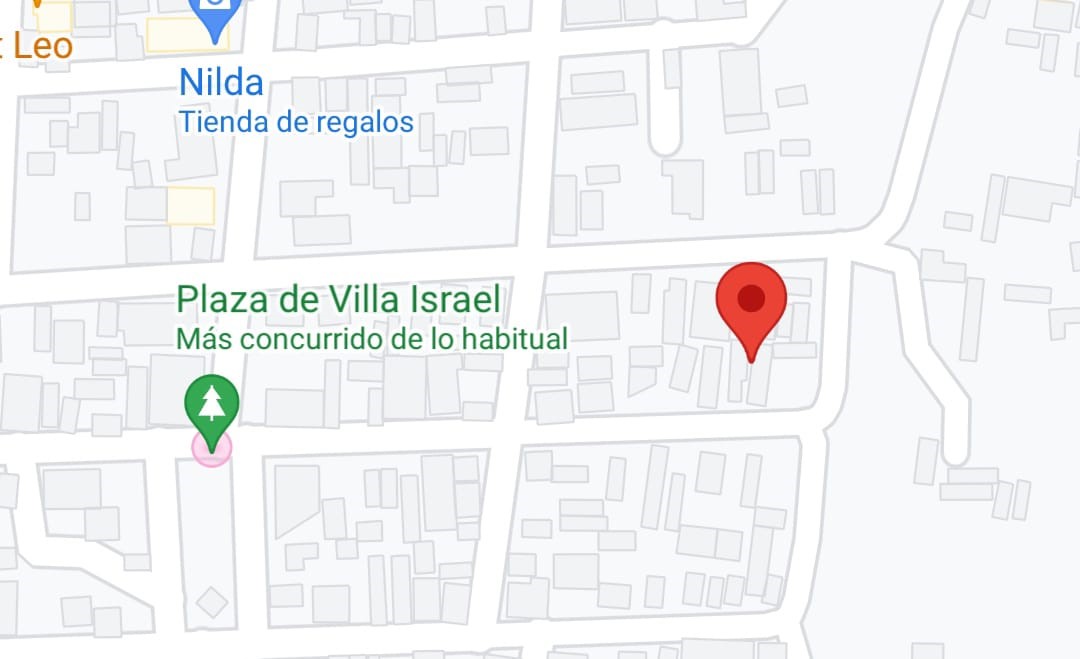 Leo
Nilda
Tienda de regalos
Plaza de Villa Israel
Más concurrido de lo habitual